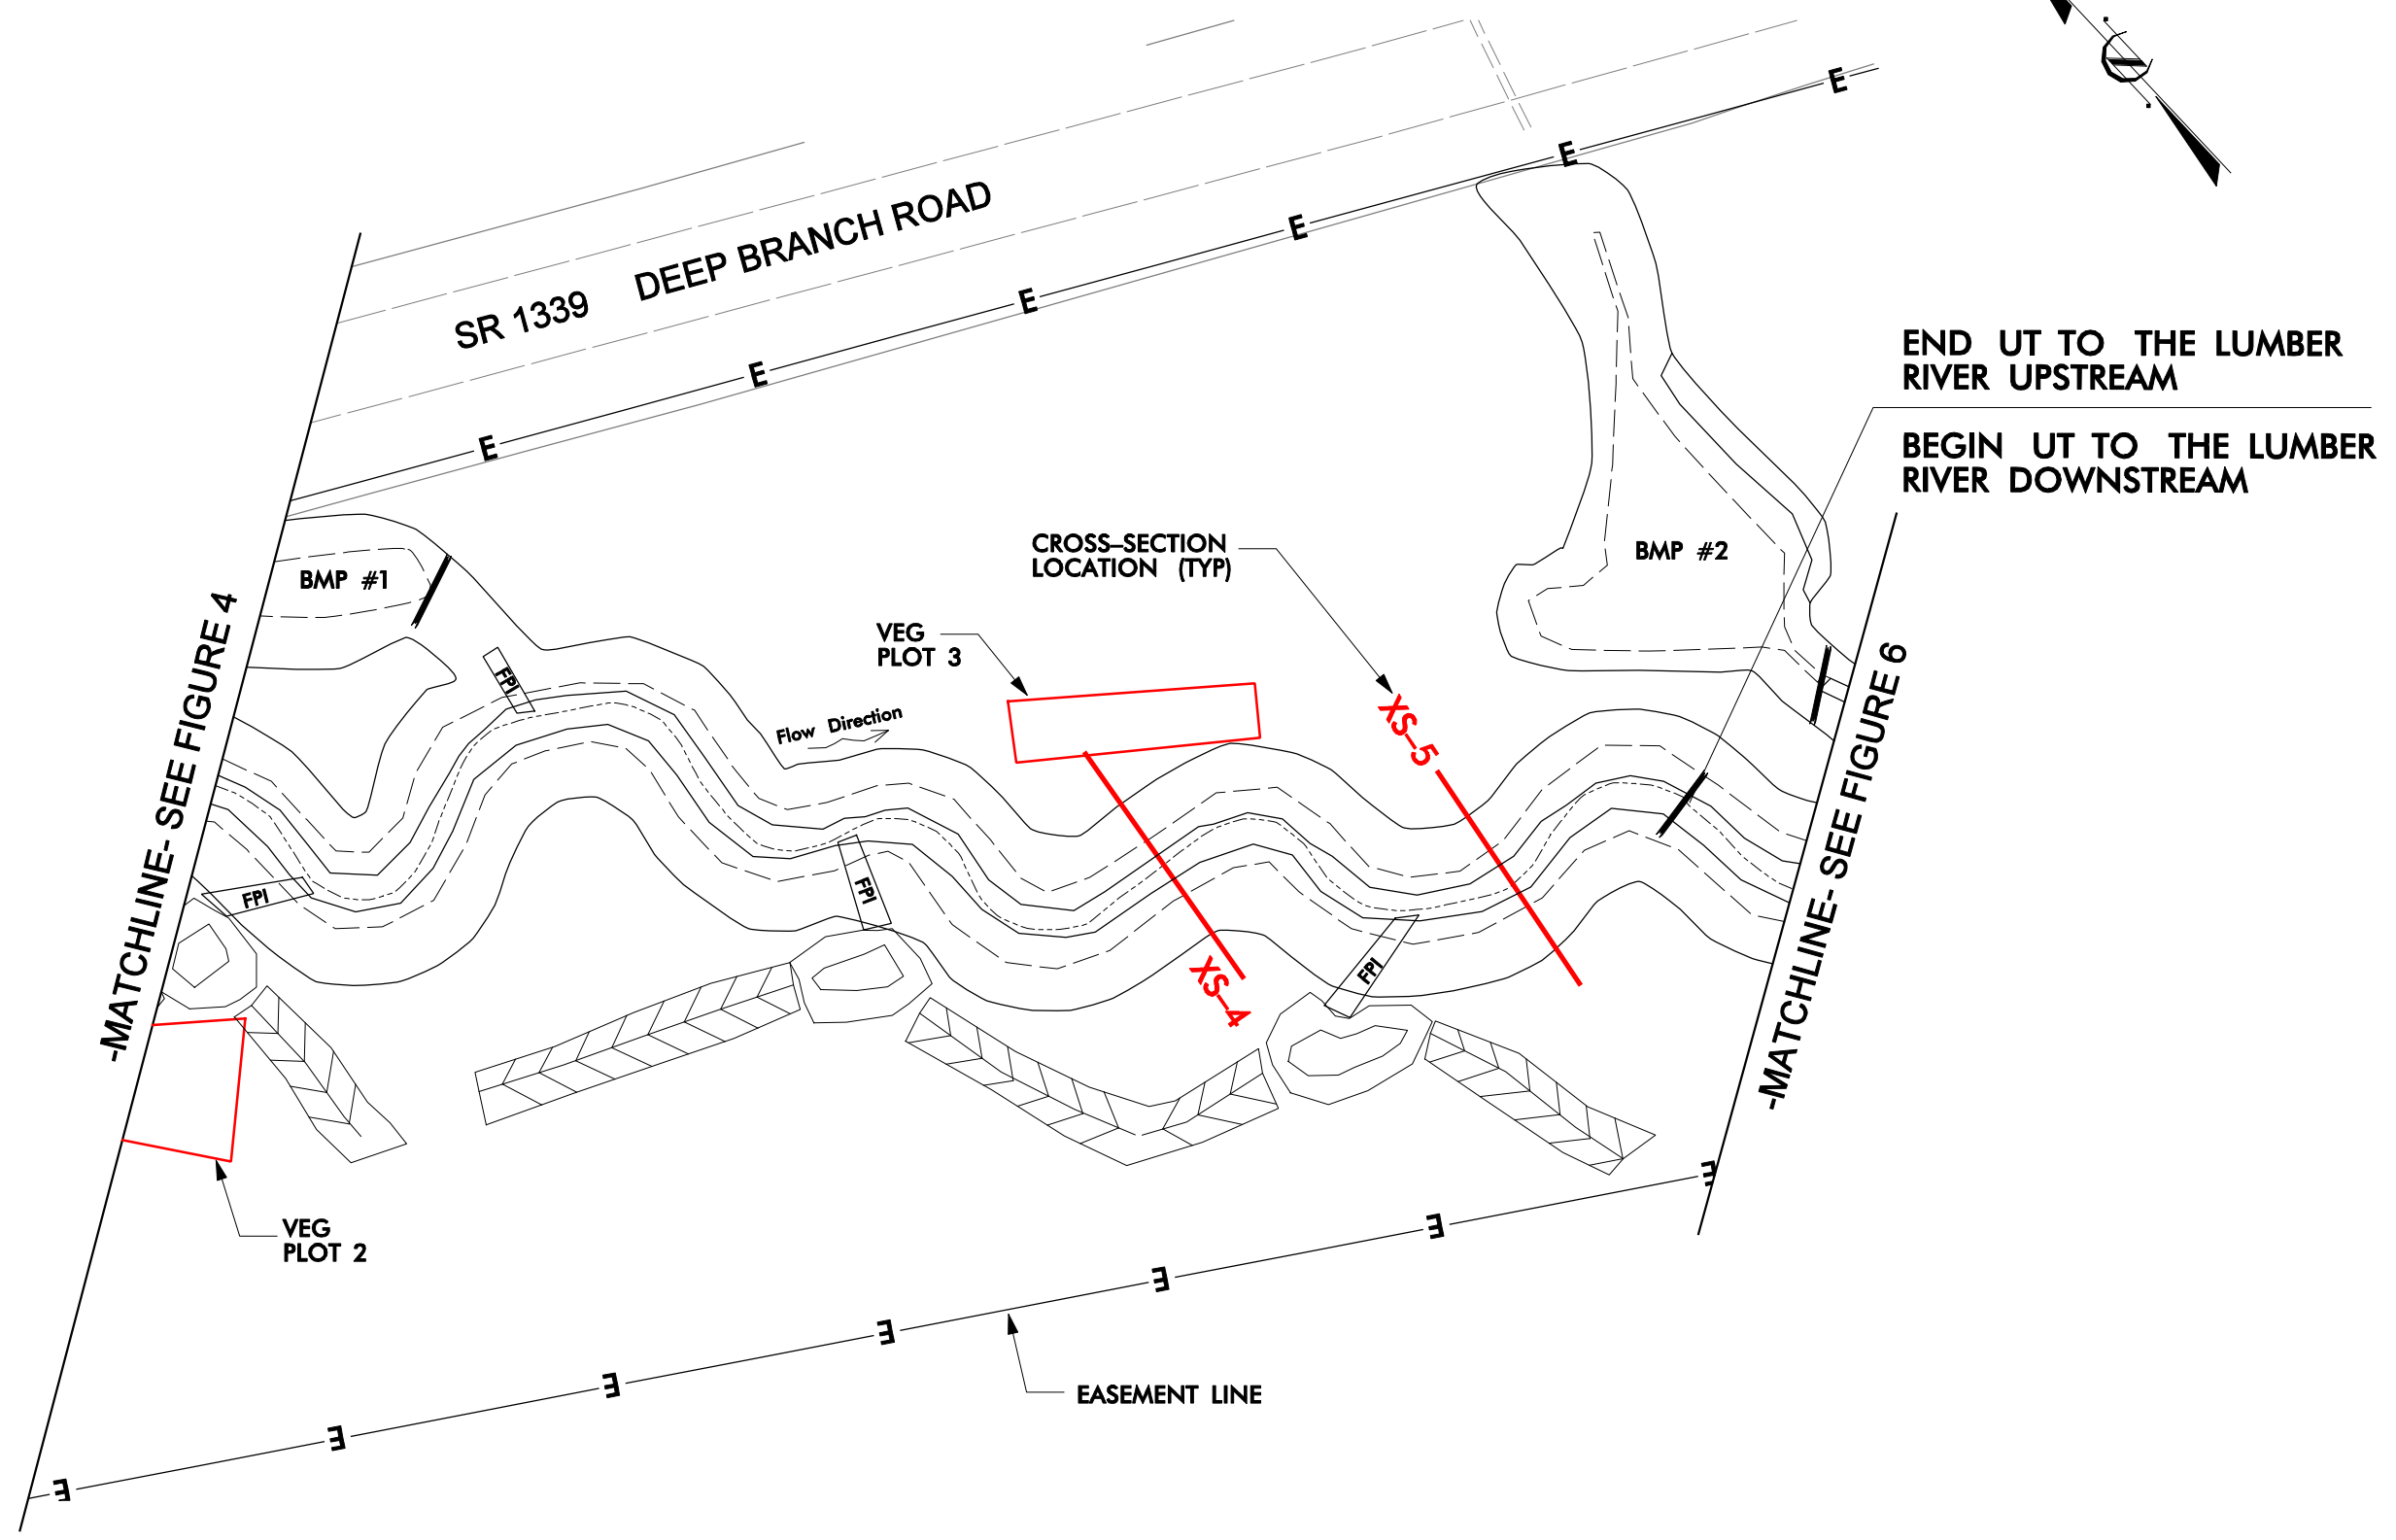 SR 1339 DEEP BRANCH ROAD
E
E
E
E
E
E
END UT TO THE LUMBER
RIVER UPSTREAM
BEGIN UT TO THE LUMBER
RIVER DOWNSTREAM
CROSS–SECTION
LOCATION (TYP)
BMP #2
BMP #1
VEG
PLOT 3
FPI
XS–5
Flow Direction
-MATCHLINE- SEE FIGURE 4
-MATCHLINE- SEE FIGURE 6
FPI
FPI
FPI
XS–4
VEG
PLOT 2
E
E
E
E
E
E
E
EASEMENT LINE